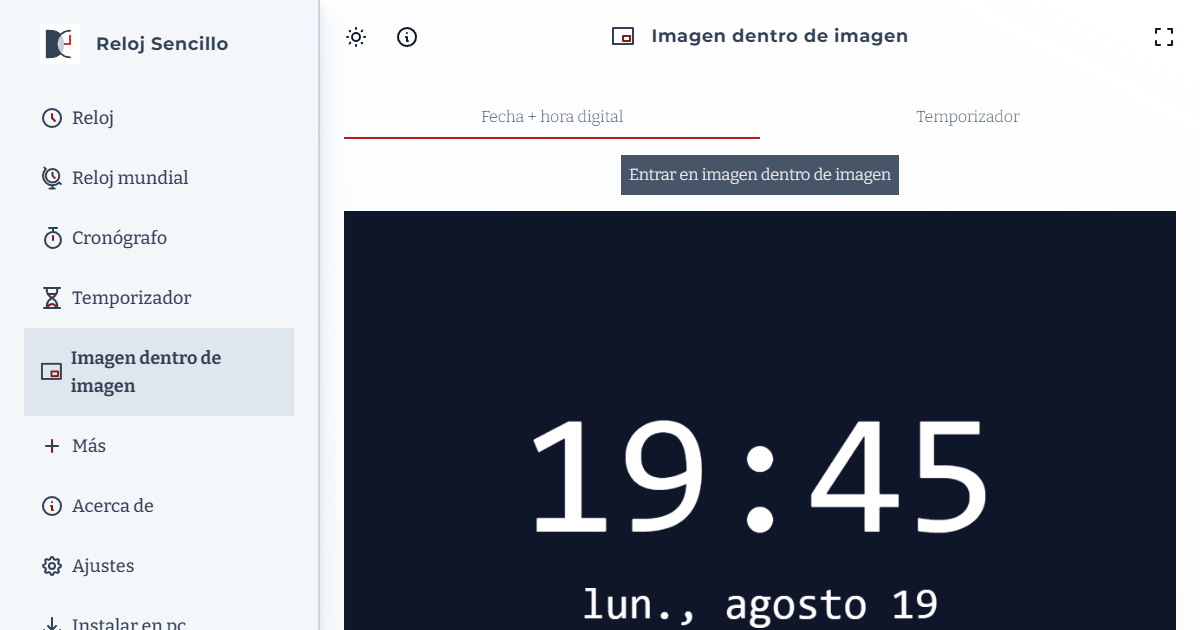 Reloj Sencillo
Reloj
Reloj mundial
Cronógrafo
Temporizador
Imagen dentro de
imagen
Más
Acerca de
Ajustes
Instalar en pc
Imagen dentro de imagen
Fecha + hora digital
Temporizador
Entrar en imagen dentro de imagen
19:45
lun., agosto 19